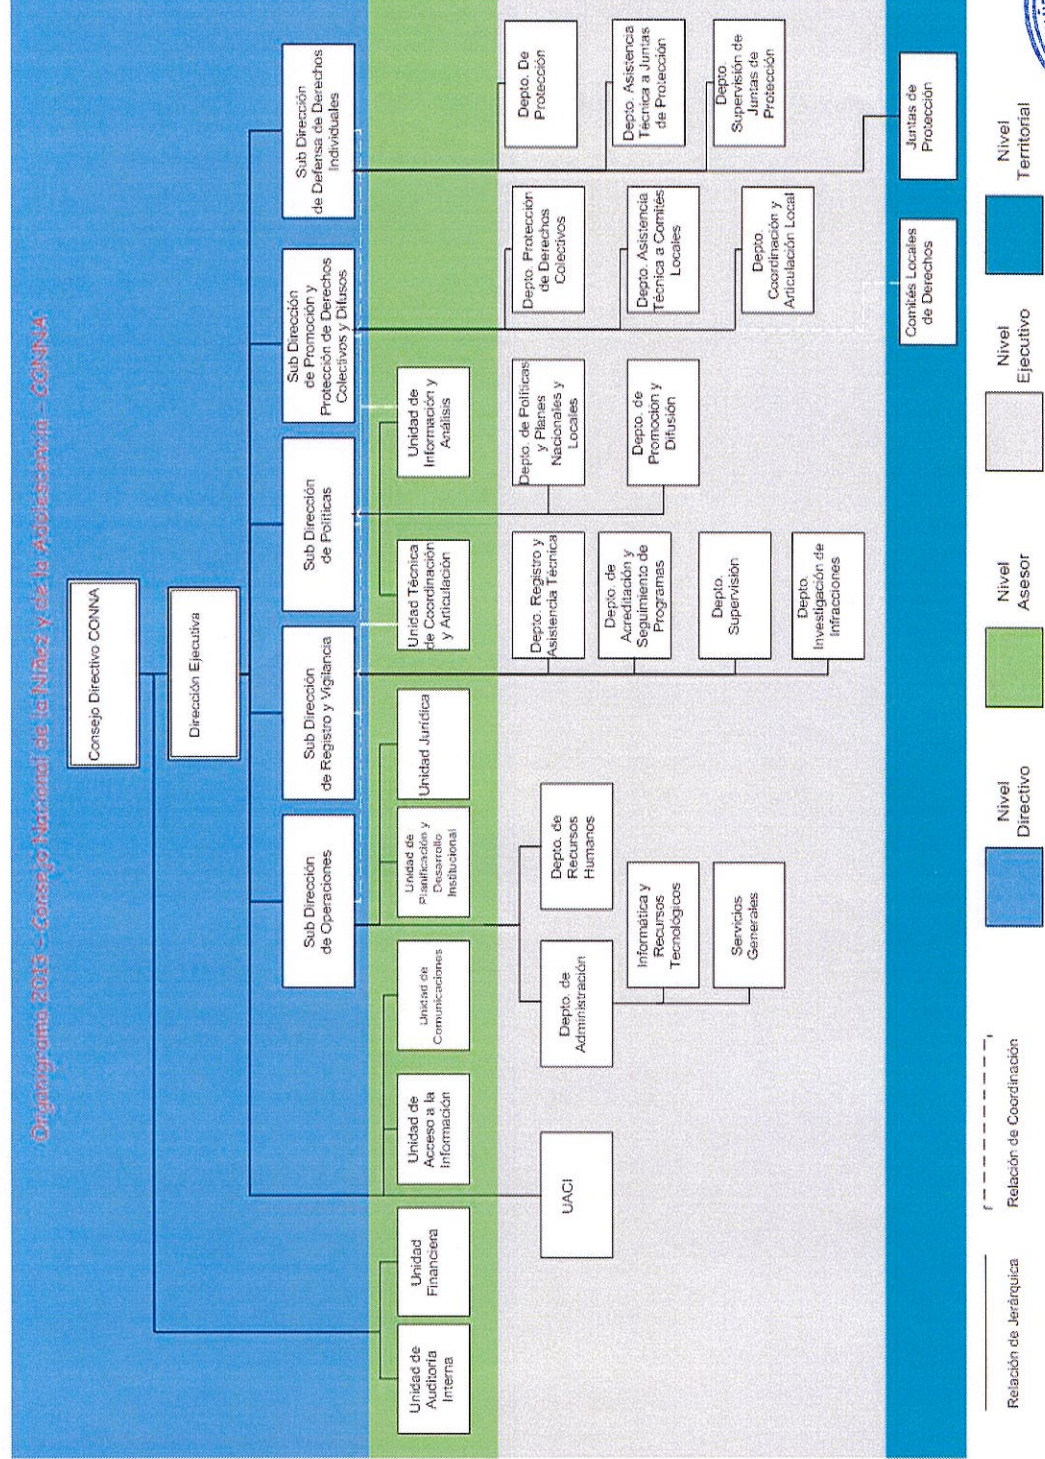 Organigrama 2013 - Consejo Nacional de la Niñez y de la Adolescencia - CONNA
Consejo Directivo CONNA
Dirección Ejecutiva
Sub Dirección
de Operaciones
Sub Dirección
de Registro y Vigilancia
Sub Dirección
de Políticas
Sub Dirección
de Promoción y
Protección de Derechos
Colectivos y Difusos
Sub Dirección
de Defensa de Derechos
Individuales
Unidad de
Auditoría
Interna
Unidad
Financiera
Unidad de
Acceso a la
Información
Unidad de
Comunicaciones
Unidad de
Planificación y
Desarrollo
Institucional
Unidad Jurídica
Unidad Técnica
de Coordinación
y Articulación
Unidad de
Información y
Análisis
UACI
Depto. de
Administración
Depto. de
Recursos
Humanos
Informática y
Recursos
Tecnológicos
Servicios
Generales
Depto. Registro y
Asistencia Técnica
Depto. de
Acreditación y
Seguimiento de
Programas
Depto.
Supervisión
Depto.
Investigación de
Infracciones
Depto. de Políticas
y Planes
Nacionales y
Locales
Depto. de
Promoción y
Difusión
Depto. Protección
de Derechos
Colectivos
Depto. Asistencia
Técnica a Comités
Locales
Depto.
Coordinación y
Articulación Local
Depto. De
Protección
Depto. Asistencia
Técnica a Juntas
de Protección
Depto.
Supervisión de
Juntas de
Protección
Comités Locales
de Derechos
Juntas de
Protección
Relación de Jerárquica
Relación de Coordinación
Nivel
Directivo
Nivel
Asesor
Nivel
Ejecutivo
Nivel
Territorial